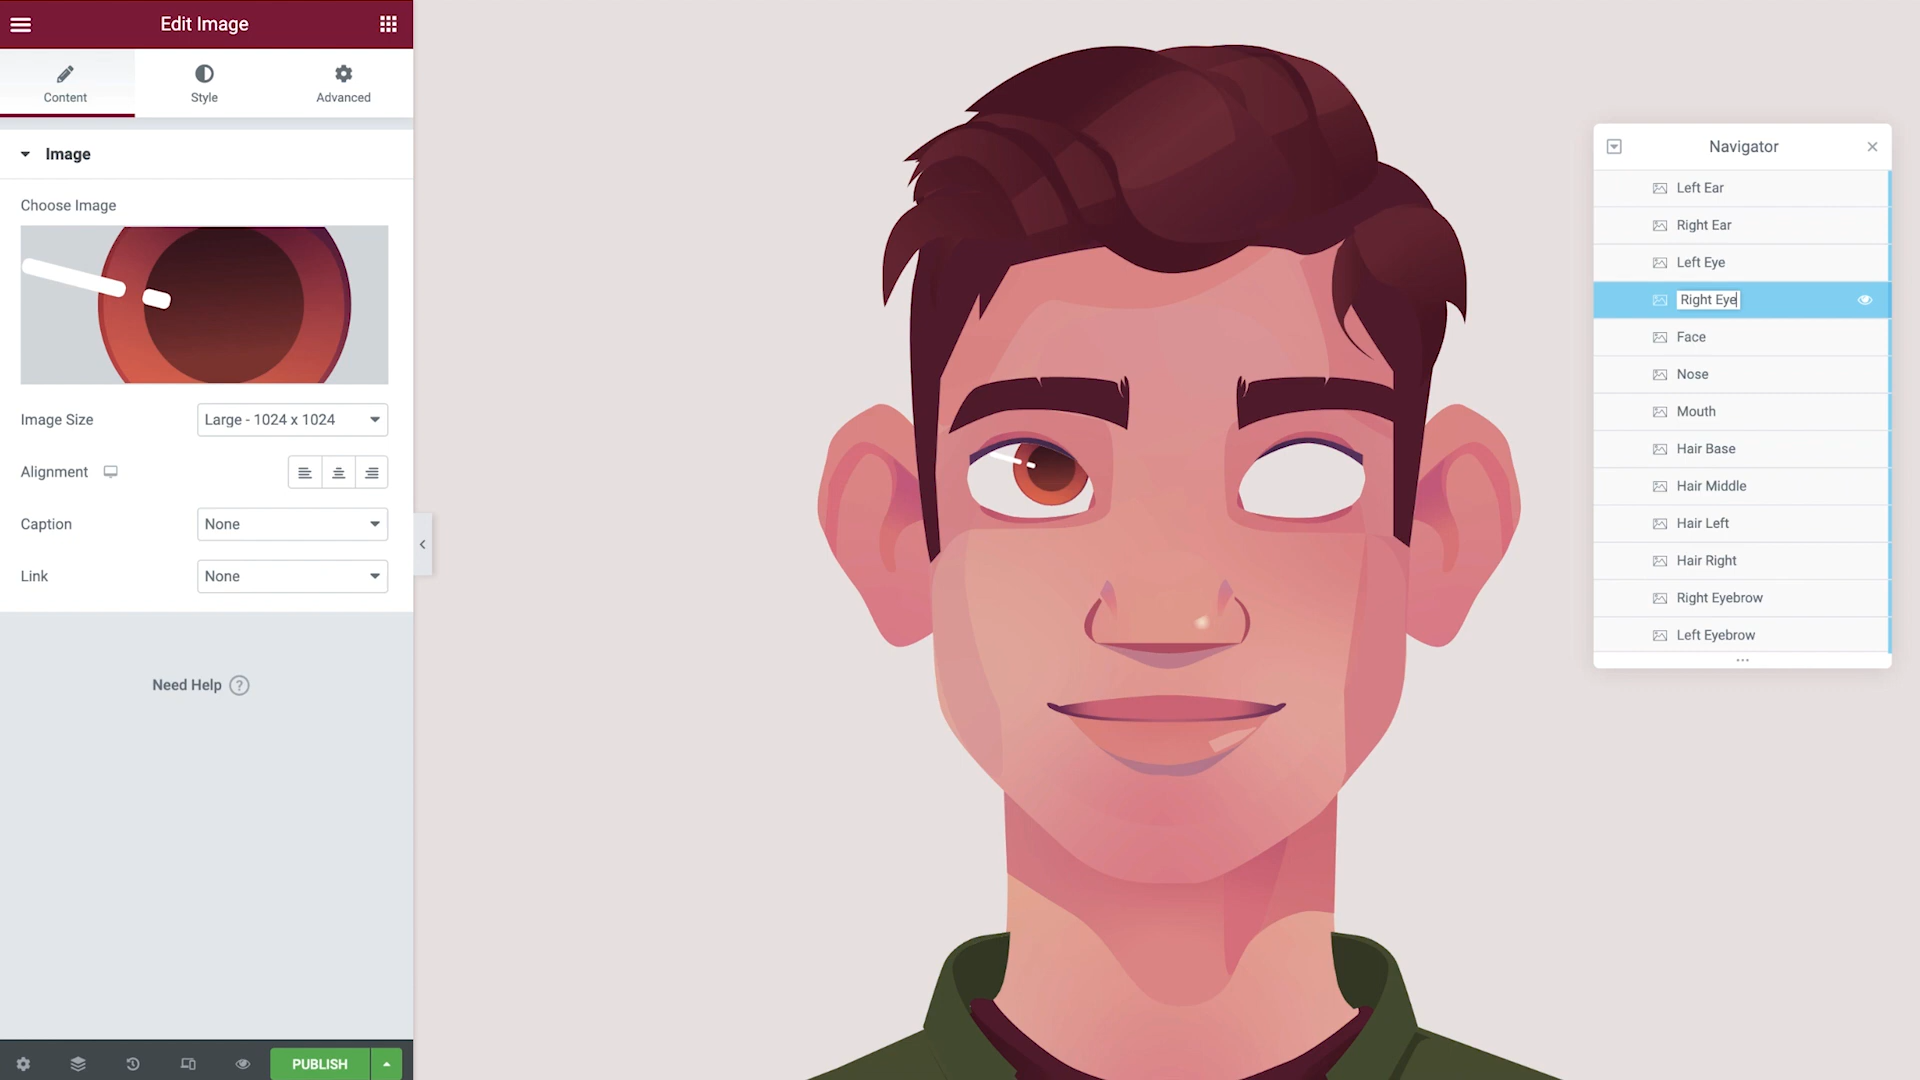 Edit Image
Content
Style
Advanced
Image
Choose Image
Image Size
Large - 1024 x 1024
Alignment
Caption
None
Link
None
Need Help ?
PUBLISH
Navigator
Left Ear
Right Ear
Left Eye
Right Eye
Face
Nose
Mouth
Hair Base
Hair Middle
Hair Left
Hair Right
Right Eyebrow
Left Eyebrow